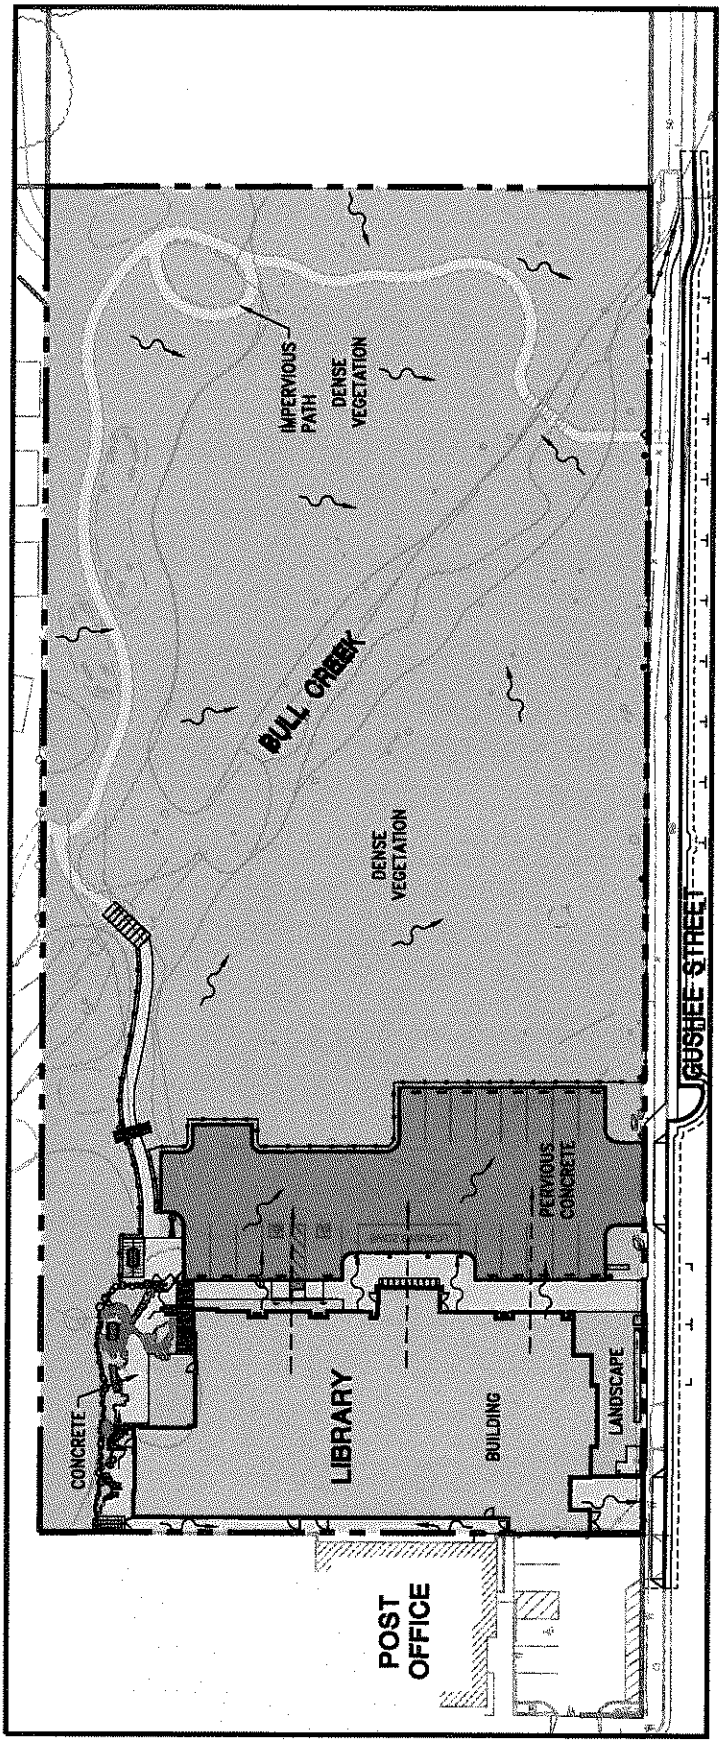 IMPERVIOUS
PATH
DENSE
VEGETATION
BULL CREEK
DENSE
VEGETATION
GUSHEE STREET
PERVIOUS
CONCRETE
CONCRETE
LIBRARY
BUILDING
LANDSCAPE
POST
OFFICE